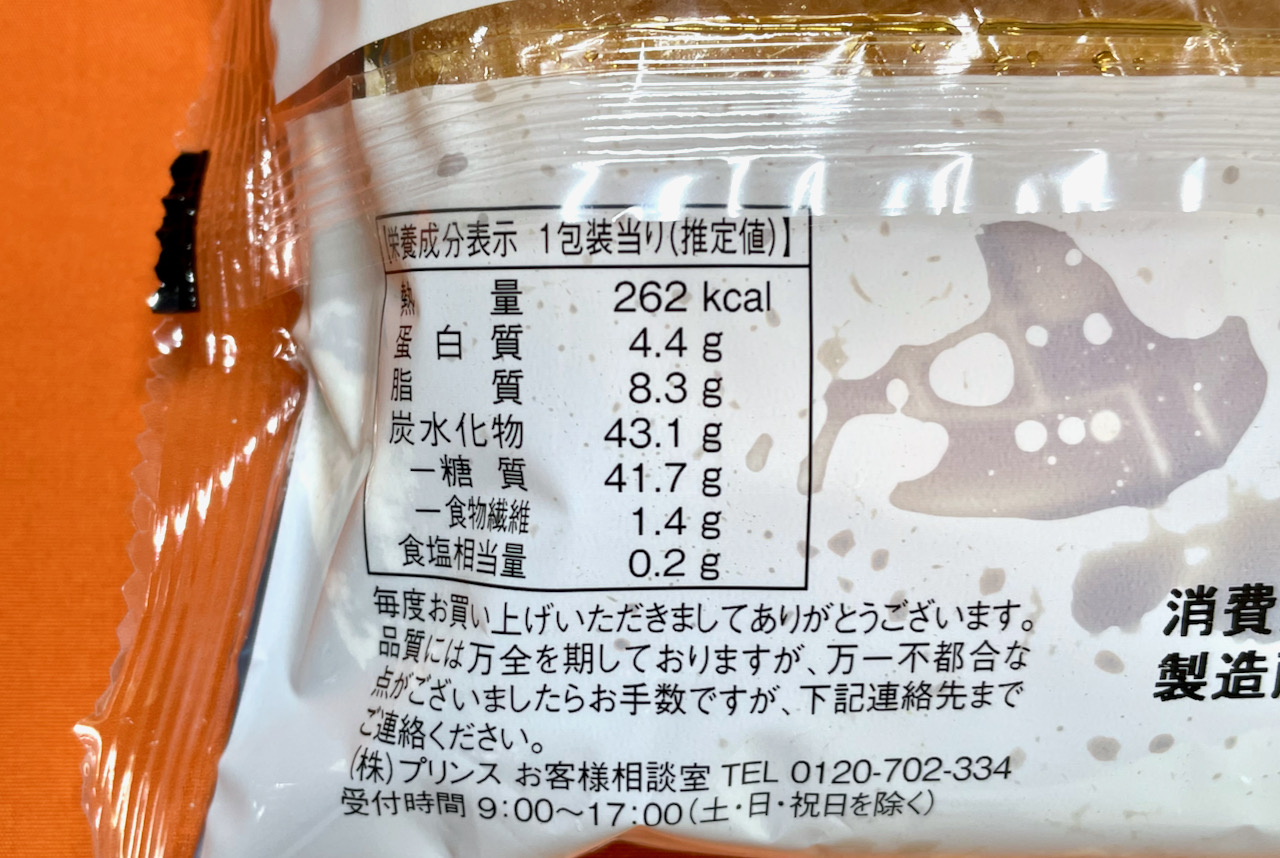 【栄養成分表示 1包装当り(推定値)】
熱量 262 kcal
蛋白質 4.4 g
脂質 8.3 g
炭水化物 43.1 g
－糖質 41.7 g
－食物繊維 1.4 g
食塩相当量 0.2 g
毎度お買い上げいただきましてありがとうございます。
品質には万全を期しておりますが、万一不都合な
点がございましたらお手数ですが、下記連絡先まで
ご連絡ください。
(株)プリンス お客様相談室 TEL 0120-702-334
受付時間 9:00〜17:00(土・日・祝日を除く)
消費
製造